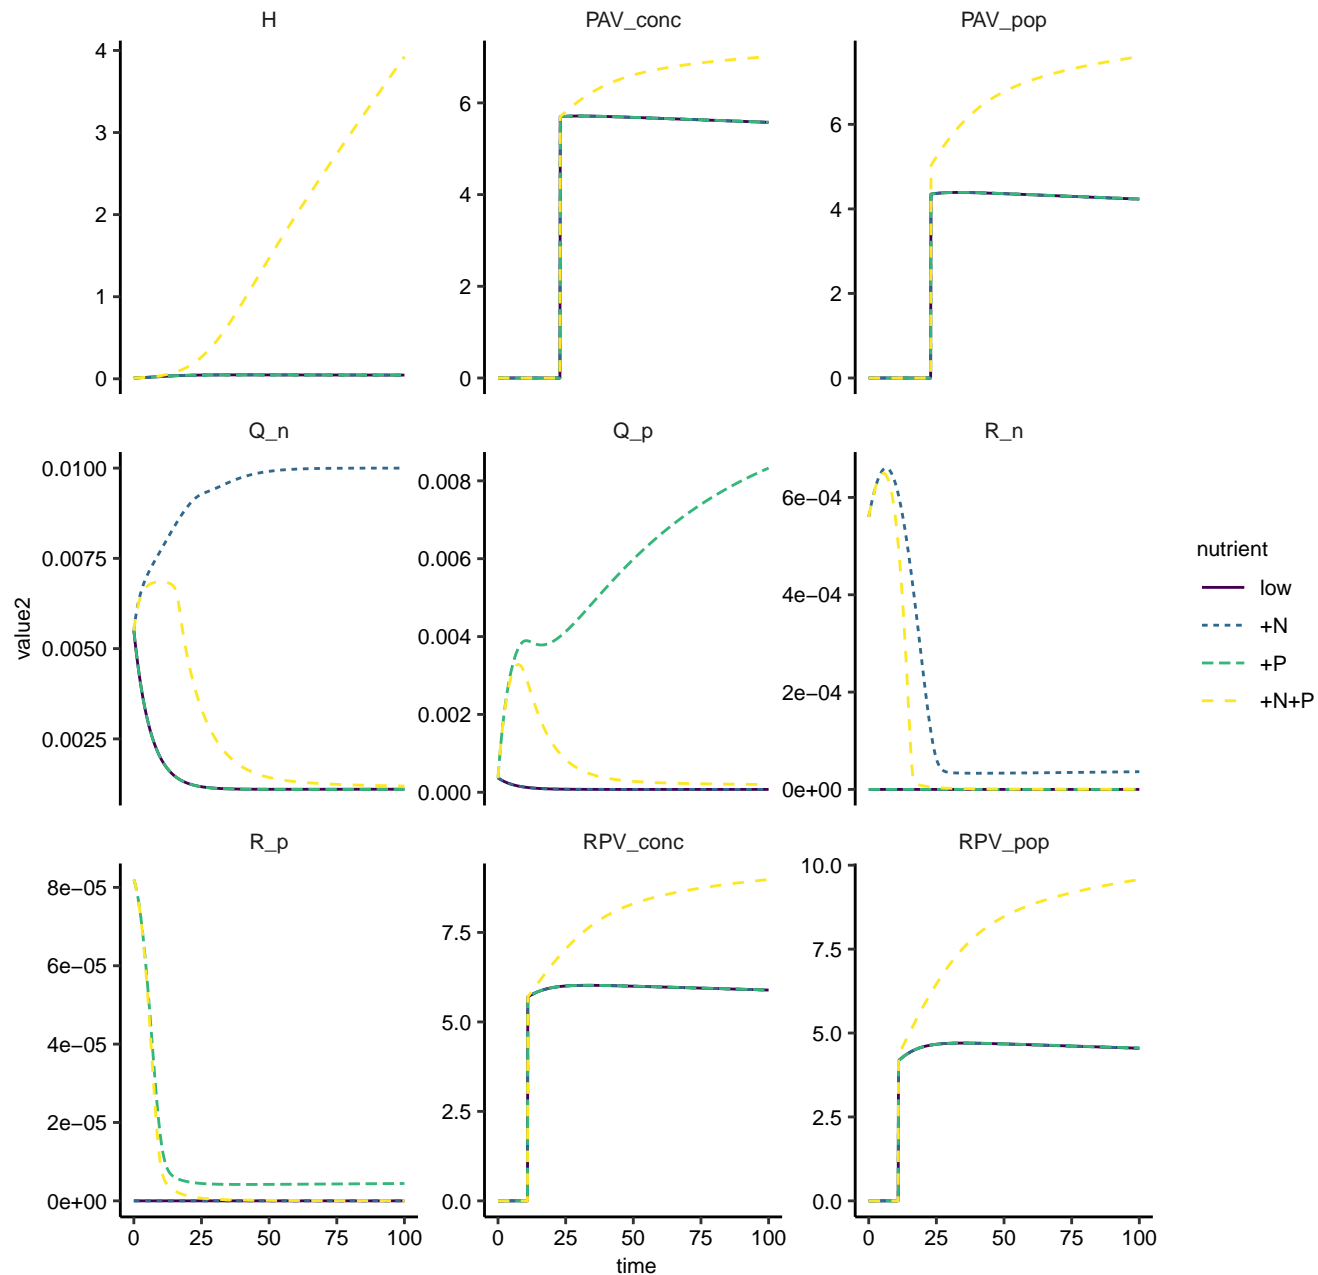 H
PAV_conc
PAV_pop
4
3
2
1
0
6
4
2
0
6
4
2
0
Q_n
Q_p
R_n
0.0100
0.0075
0.0050
0.0025
0.008
0.006
0.004
0.002
0.000
6e−04
4e−04
2e−04
0e+00
R_p
RPV_conc
RPV_pop
8e−05
6e−05
4e−05
2e−05
0e+00
7.5
5.0
2.5
0.0
10.0
7.5
5.0
2.5
0.0
0 25 50 75 100
0 25 50 75 100
0 25 50 75 100
time
value2
nutrient
low
+N
+P
+N+P